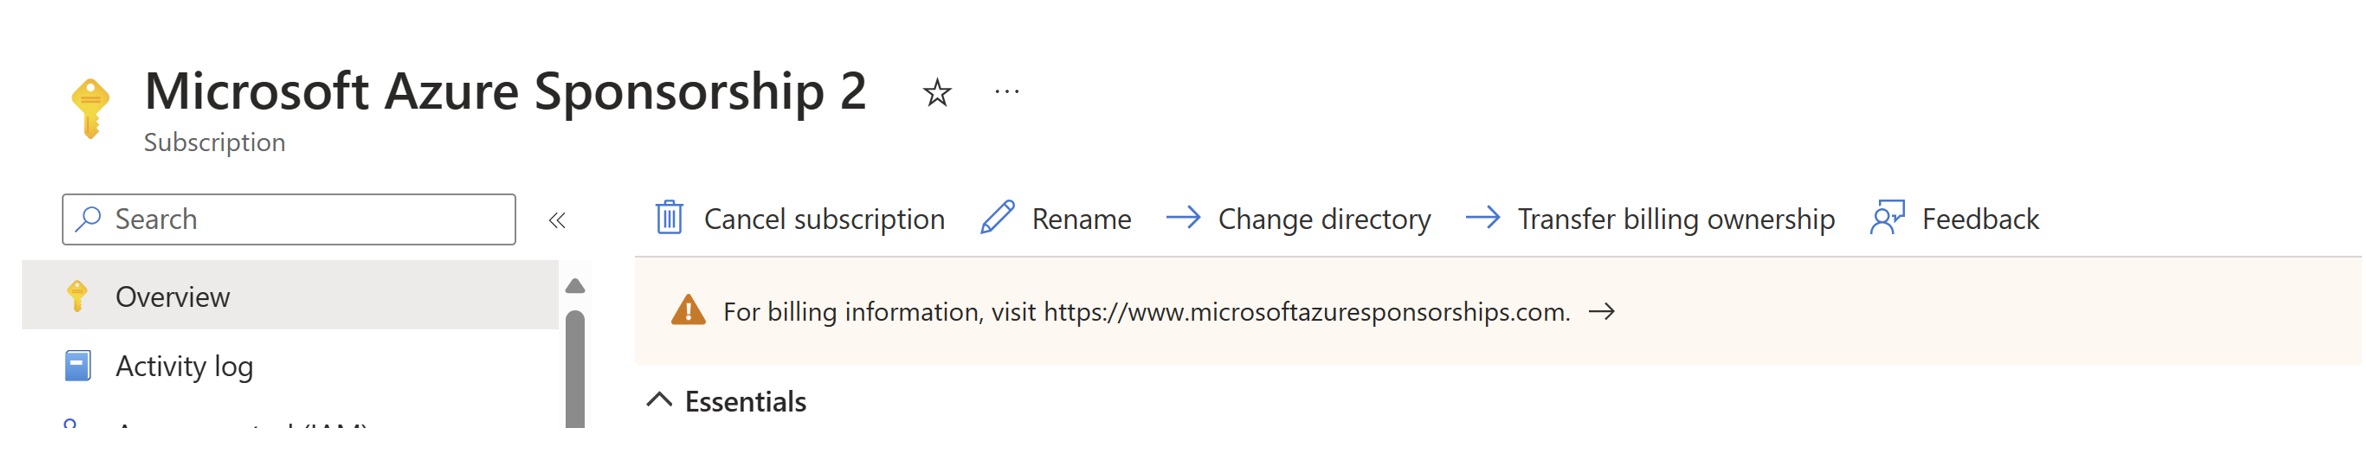 Microsoft Azure Sponsorship 2
Subscription
Search
Cancel subscription Rename Change directory Transfer billing ownership Feedback
Overview
For billing information, visit https://www.microsoftazuresponsorships.com.
Activity log
Essentials